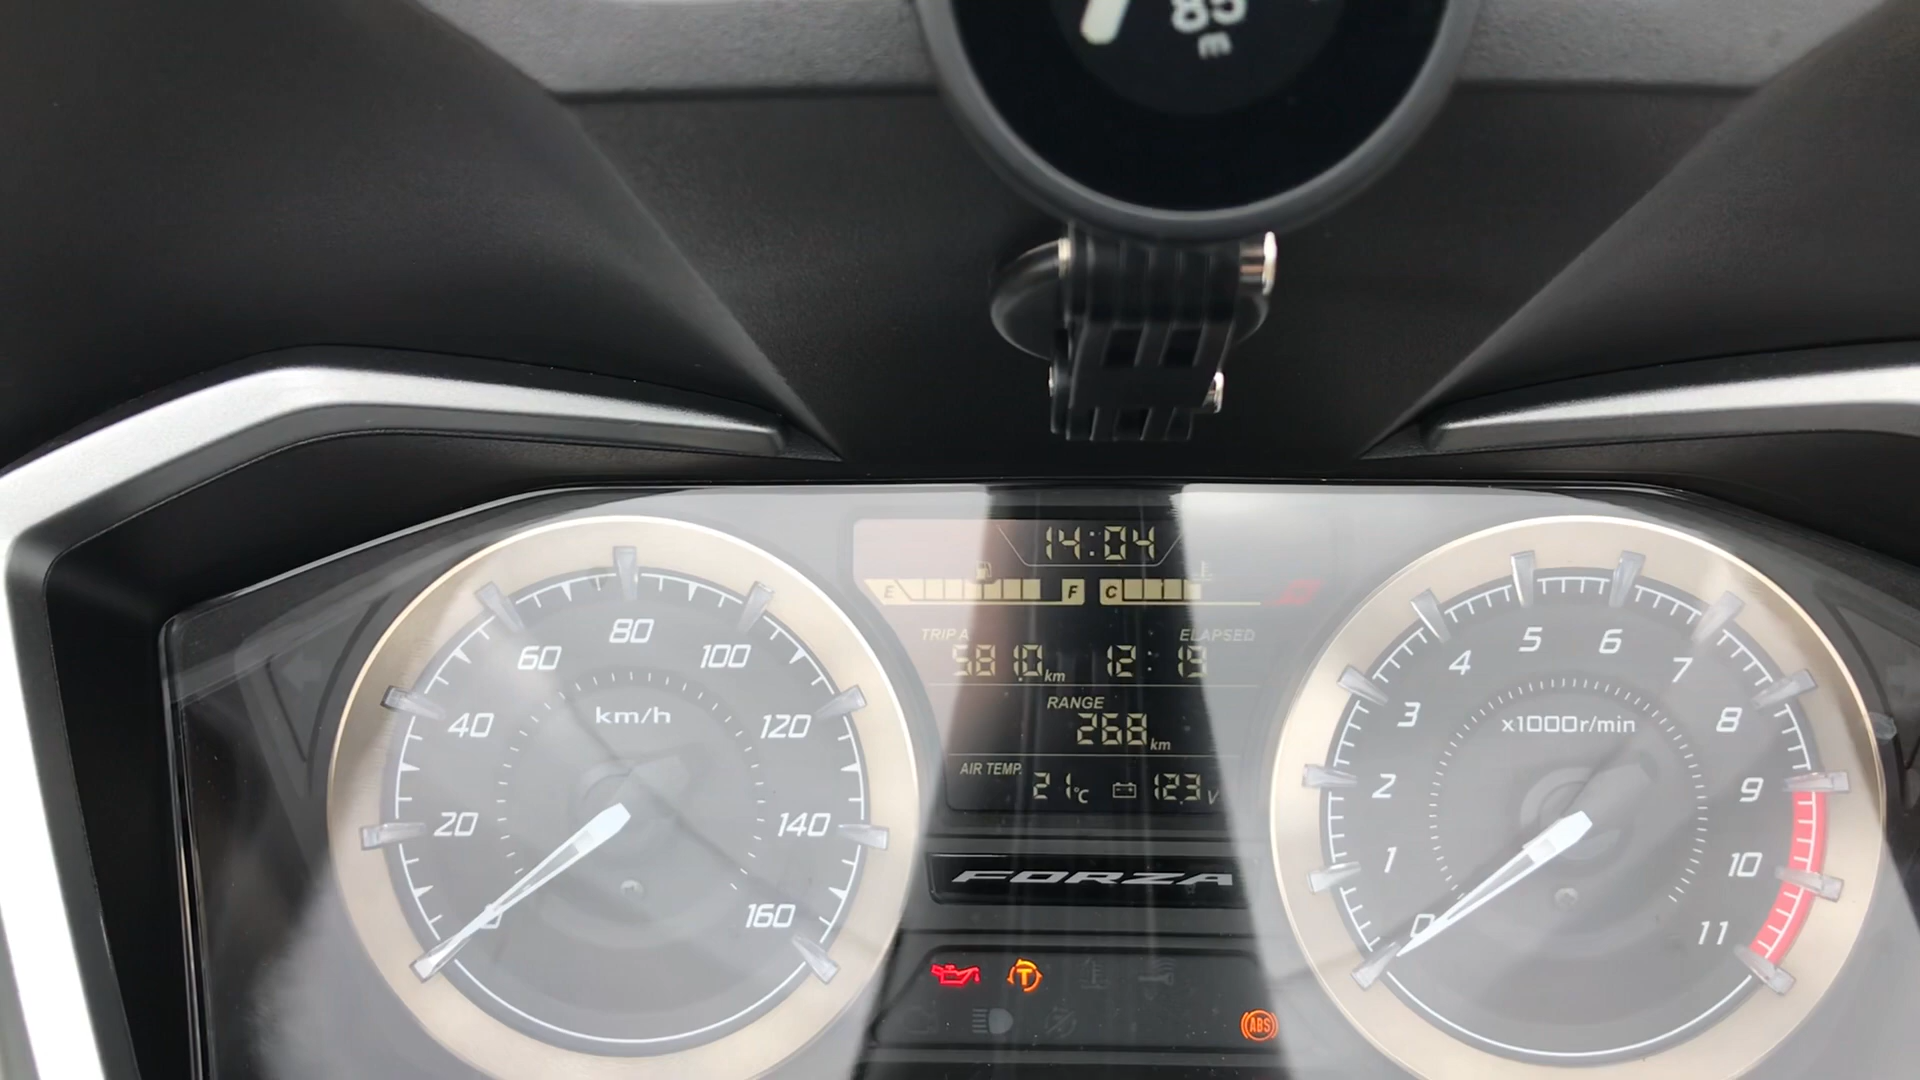 85
m
14:04
E F C H
TRIP A ELAPSED
581.0 km 12:19
RANGE
268 km
AIR TEMP.
21 °C 12.3 V
FORZA
T
ABS
0 20 40 60 80 100 120 140 160
km/h
0 1 2 3 4 5 6 7 8 9 10 11
x1000r/min